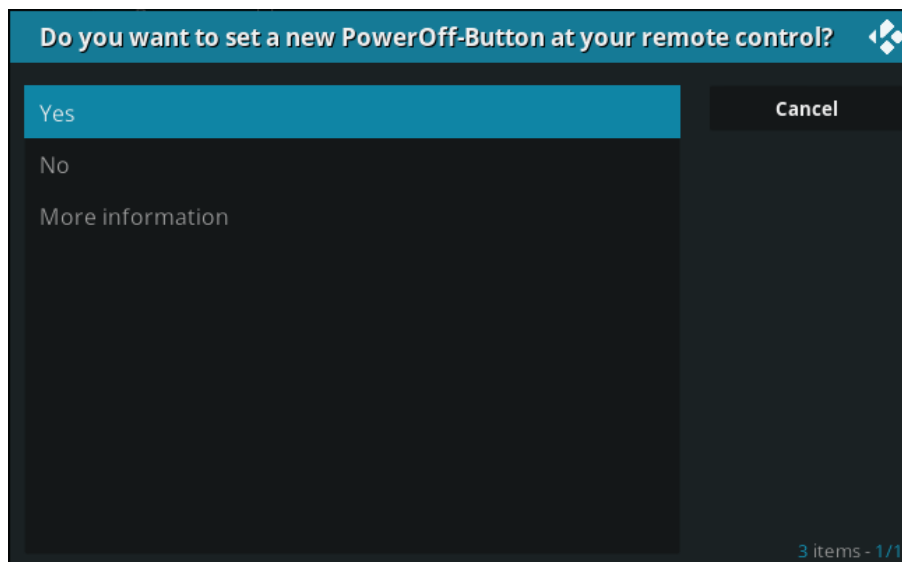 Do you want to set a new PowerOff-Button at your remote control?
Yes
Cancel
No
More information
3 items - 1/1